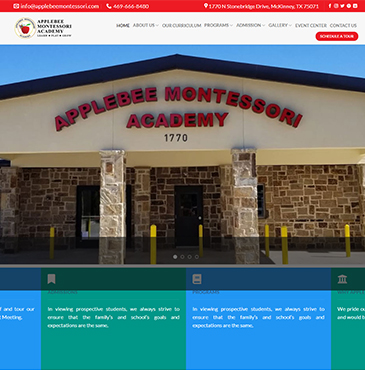 info@applebeemontessori.com 469-666-8480 1770 N Stonebridge Drive, McKinney, TX 75071
APPLEBEE
MONTESSORI
ACADEMY
LEARN • PLAY • GROW
HOME ABOUT US OUR CURRICULUM PROGRAMS ADMISSION GALLERY EVENT CENTER CONTACT US
SCHEDULE A TOUR
APPLEBEE MONTESSORI
ACADEMY
1770
PROGRAMS
and tour our
Meeting.
In viewing prospective students, we always strive to
ensure that the family's and school's goals and
expectations are the same.
In viewing prospective students, we always strive to
ensure that the family's and school's goals and
expectations are the same.
We pride ou
and would t